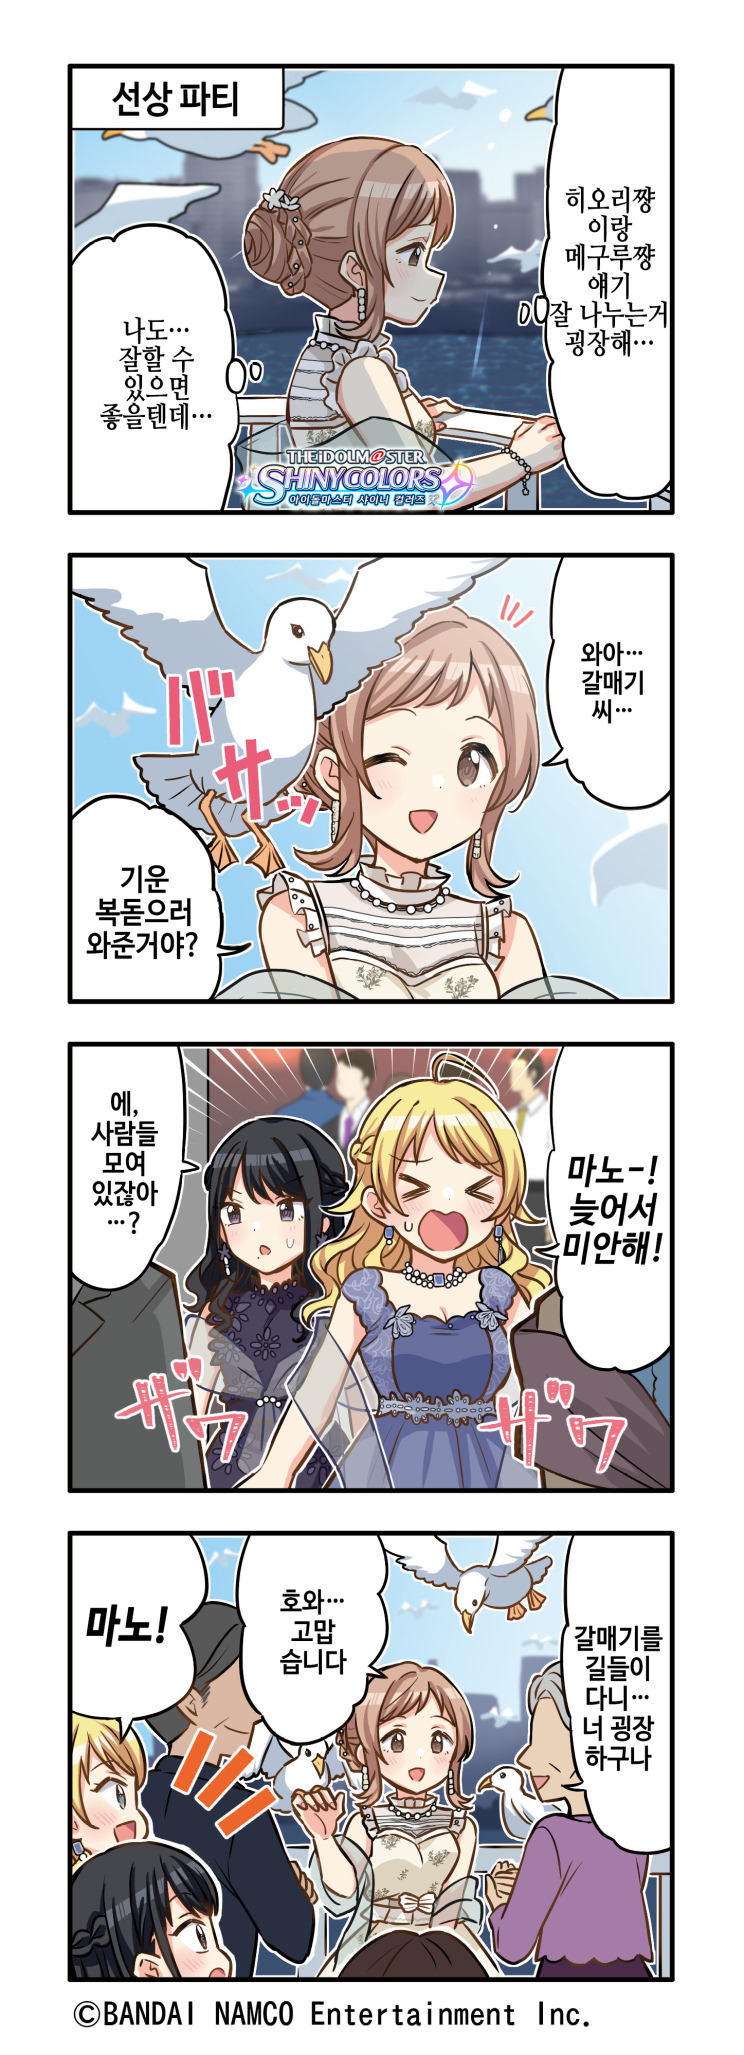 선상 파티
히오리쨩
이랑
메구루쨩
얘기
잘 나누는거
굉장해…
나도…
잘할 수
있으면
좋을텐데…
THE IDOLM@STER
SHINYCOLORS
아이돌마스터 샤이니 컬러즈
와아…
갈매기
씨…
バサッ
기운
복돋으러
와준거야?
마노-!
늦어서
미안해!
에,
사람들
모여
있잖아
…?
ザワ
ザワ
갈매기를
길들이
다니…
너 굉장
하구나
호와…
고맙
습니다
마노!
©BANDAI NAMCO Entertainment Inc.